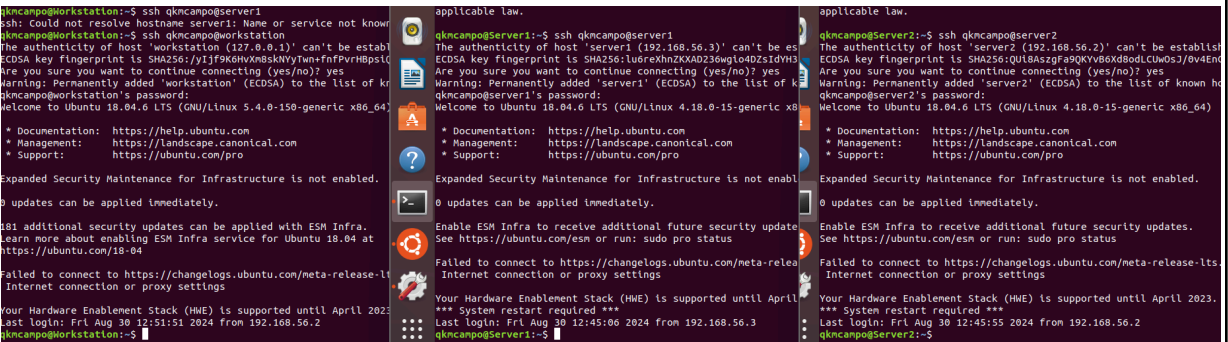 qkmcampo@Workstation:~$ ssh qkmcampo@server1
ssh: Could not resolve hostname server1: Name or service not known
qkmcampo@Workstation:~$ ssh qkmcampo@workstation
The authenticity of host 'workstation (127.0.0.1)' can't be establ
ECDSA key fingerprint is
Are you sure you want to continue connecting (yes/no)? yes
Warning: Permanently added 'workstation' (ECDSA) to the list of kn
qkmcampo@workstation's password:
Welcome to Ubuntu 18.04.6 LTS (GNU/Linux 5.4.0-150-generic x86_64)
* Documentation: https://help.ubuntu.com
* Management: https://landscape.canonical.com
* Support: https://ubuntu.com/pro
Expanded Security Maintenance for Infrastructure is not enabled.
0 updates can be applied immediately.
181 additional security updates can be applied with ESM Infra.
Learn more about enabling ESM Infra service for Ubuntu 18.04 at
https://ubuntu.com/18-04
Failed to connect to https://changelogs.ubuntu.com/meta-release-lt
Internet connection or proxy settings
Your Hardware Enablement Stack (HWE) is supported until April 2023
Last login: Fri Aug 30 12:51:51 2024 from 192.168.56.2
qkmcampo@Workstation:~$
applicable law.
qkmcampo@Server1:~$ ssh qkmcampo@server1
The authenticity of host 'server1 (192.168.56.3)' can't be es
ECDSA key fingerprint is
Are you sure you want to continue connecting (yes/no)? yes
Warning: Permanently added 'server1' (ECDSA) to the list of k
qkmcampo@server1's password:
Welcome to Ubuntu 18.04.6 LTS (GNU/Linux 4.18.0-15-generic x8
* Documentation: https://help.ubuntu.com
* Management: https://landscape.canonical.com
* Support: https://ubuntu.com/pro
Expanded Security Maintenance for Infrastructure is not enabl
0 updates can be applied immediately.
Enable ESM Infra to receive additional future security update
See https://ubuntu.com/esm or run: sudo pro status
Failed to connect to https://changelogs.ubuntu.com/meta-relea
Internet connection or proxy settings
Your Hardware Enablement Stack (HWE) is supported until April
*** System restart required ***
Last login: Fri Aug 30 12:45:06 2024 from 192.168.56.3
qkmcampo@Server1:~$
applicable law.
qkmcampo@Server2:~$ ssh qkmcampo@server2
The authenticity of host 'server2 (192.168.56.2)' can't be establish
ECDSA key fingerprint is
Are you sure you want to continue connecting (yes/no)? yes
Warning: Permanently added 'server2' (ECDSA) to the list of known ho
qkmcampo@server2's password:
Welcome to Ubuntu 18.04.6 LTS (GNU/Linux 4.18.0-15-generic x86_64)
* Documentation: https://help.ubuntu.com
* Management: https://landscape.canonical.com
* Support: https://ubuntu.com/pro
Expanded Security Maintenance for Infrastructure is not enabled.
0 updates can be applied immediately.
Enable ESM Infra to receive additional future security updates.
See https://ubuntu.com/esm or run: sudo pro status
Failed to connect to https://changelogs.ubuntu.com/meta-release-lts.
Internet connection or proxy settings
Your Hardware Enablement Stack (HWE) is supported until April 2023.
*** System restart required ***
Last login: Fri Aug 30 12:45:55 2024 from 192.168.56.2
qkmcampo@Server2:~$